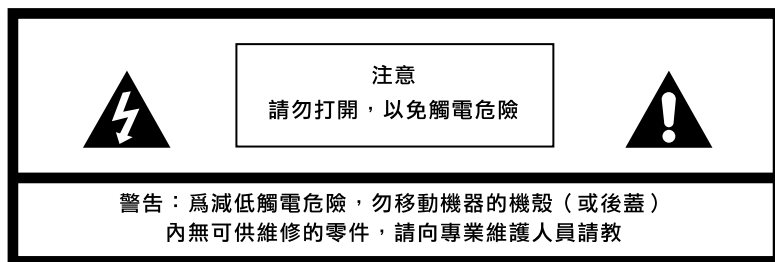 注意
請勿打開，以免觸電危險
警告：爲減低觸電危險，勿移動機器的機殼（或後蓋）
內無可供維修的零件，請向專業維護人員請教